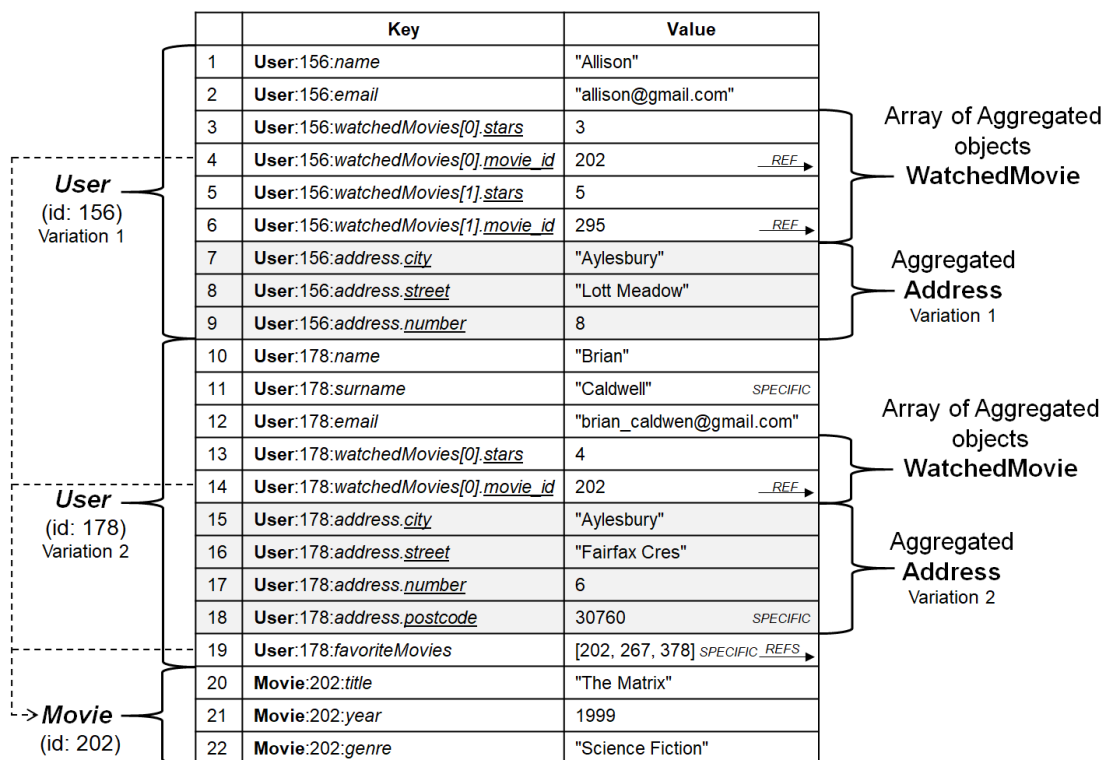 Key Value
1 User:156:name "Allison"
2 User:156:email "allison@gmail.com"
3 User:156:watchedMovies[0].stars 3
4 User:156:watchedMovies[0].movie_id 202 REF
5 User:156:watchedMovies[1].stars 5
6 User:156:watchedMovies[1].movie_id 295 REF
7 User:156:address.city "Aylesbury"
8 User:156:address.street "Lott Meadow"
9 User:156:address.number 8
10 User:178:name "Brian"
11 User:178:surname "Caldwell" SPECIFIC
12 User:178:email "brian_caldwen@gmail.com"
13 User:178:watchedMovies[0].stars 4
14 User:178:watchedMovies[0].movie_id 202 REF
15 User:178:address.city "Aylesbury"
16 User:178:address.street "Fairfax Cres"
17 User:178:address.number 6
18 User:178:address.postcode 30760 SPECIFIC
19 User:178:favoriteMovies [202, 267, 378] SPECIFIC REFS
20 Movie:202:title "The Matrix"
21 Movie:202:year 1999
22 Movie:202:genre "Science Fiction"
User
(id: 156)
Variation 1
User
(id: 178)
Variation 2
Movie
(id: 202)
Array of Aggregated
objects
WatchedMovie
Aggregated
Address
Variation 1
Array of Aggregated
objects
WatchedMovie
Aggregated
Address
Variation 2